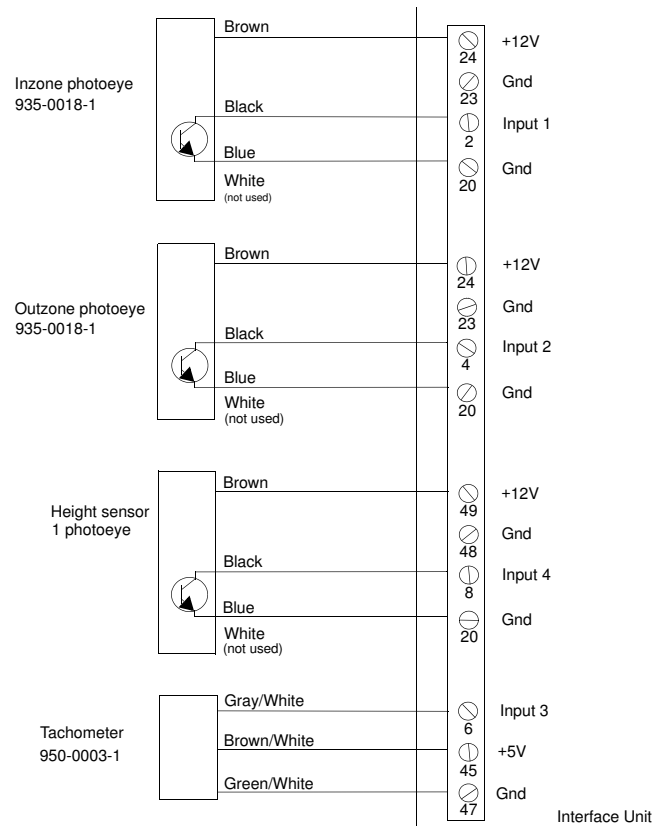 Brown
+12V
24
Inzone photoeye
935-0018-1
Gnd
23
Black
Input 1
2
Blue
Gnd
20
White
(not used)
Brown
+12V
24
Outzone photoeye
935-0018-1
Gnd
23
Black
Input 2
4
Blue
Gnd
20
White
(not used)
Brown
+12V
49
Height sensor
1 photoeye
Gnd
48
Black
Input 4
8
Blue
Gnd
20
White
(not used)
Gray/White
Input 3
6
Tachometer
950-0003-1
Brown/White
+5V
45
Green/White
Gnd
47
Interface Unit